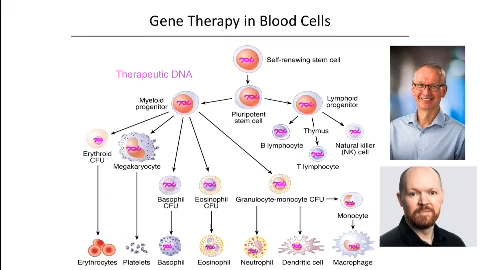 Gene Therapy in Blood Cells
Self-renewing stem cell
Therapeutic DNA
Myeloid
progenitor
Pluripotent
stem cell
Lymphoid
progenitor
Thymus
Erythroid
CFU
Megakaryocyte
B lymphocyte
T lymphocyte
Natural killer
(NK) cell
Basophil
CFU
Eosinophil
CFU
Granulocyte-monocyte CFU
Monocyte
Erythrocytes
Platelets
Basophil
Eosinophil
Neutrophil
Dendritic cell
Macrophage